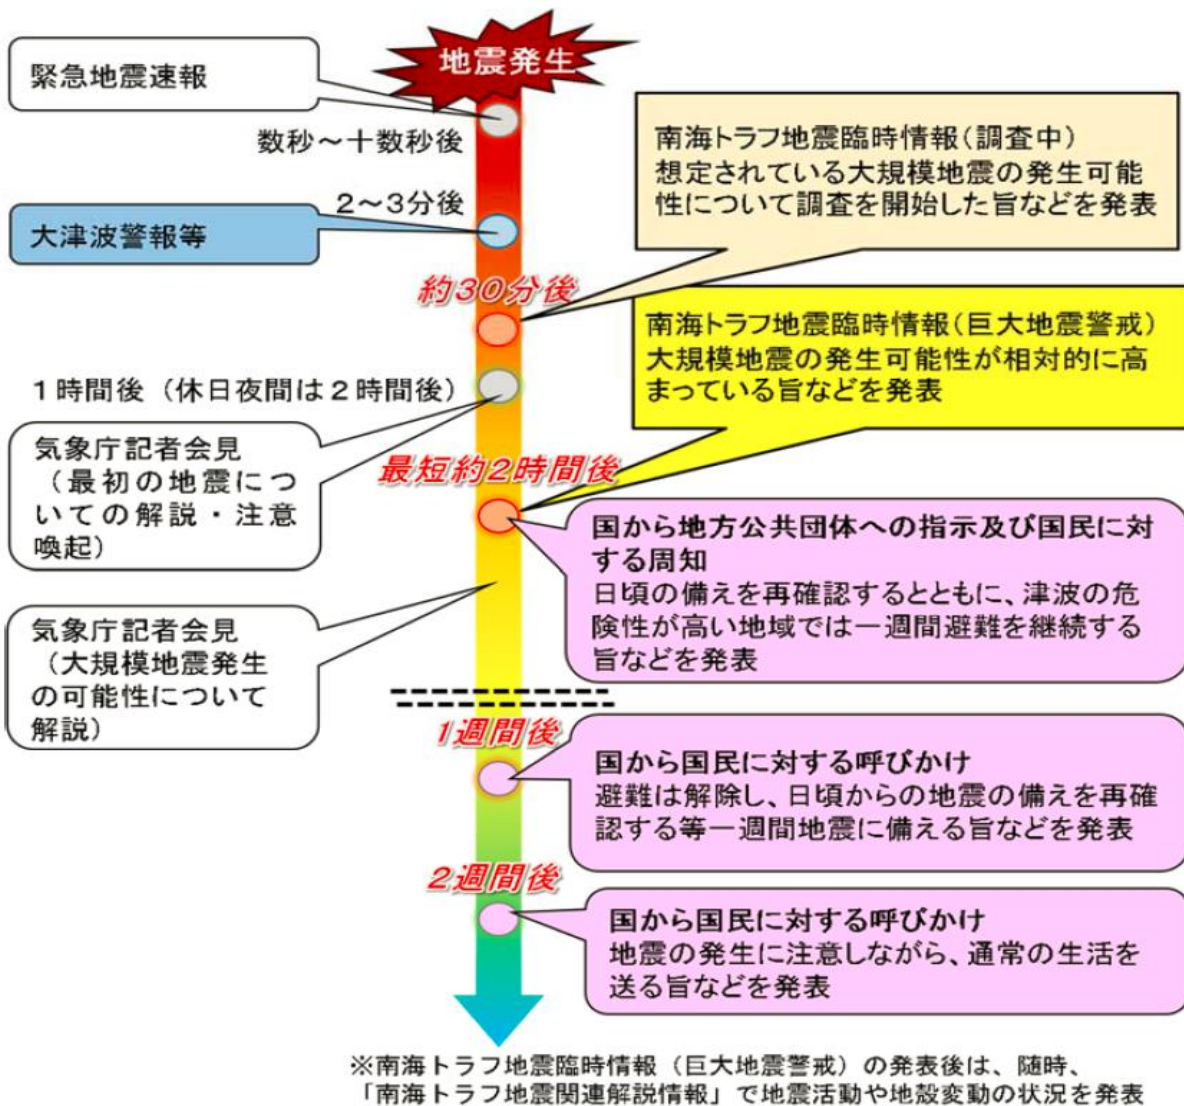 地震発生
緊急地震速報
数秒～十数秒後
南海トラフ地震臨時情報（調査中）
想定されている大規模地震の発生可能
性について調査を開始した旨などを発表
2～3分後
大津波警報等
約30分後
南海トラフ地震臨時情報（巨大地震警戒）
大規模地震の発生可能性が相対的に高
まっている旨などを発表
1時間後（休日夜間は2時間後）
気象庁記者会見
（最初の地震につ
いての解説・注意
喚起）
最短約2時間後
国から地方公共団体への指示及び国民に対
する周知
日頃の備えを再確認するとともに、津波の危
険性が高い地域では一週間避難を継続する
旨などを発表
気象庁記者会見
（大規模地震発生
の可能性について
解説）
1週間後
国から国民に対する呼びかけ
避難は解除し、日頃からの地震の備えを再確
認する等一週間地震に備える旨などを発表
2週間後
国から国民に対する呼びかけ
地震の発生に注意しながら、通常の生活を
送る旨などを発表
※南海トラフ地震臨時情報（巨大地震警戒）の発表後は、随時、
「南海トラフ地震関連解説情報」で地震活動や地殻変動の状況を発表